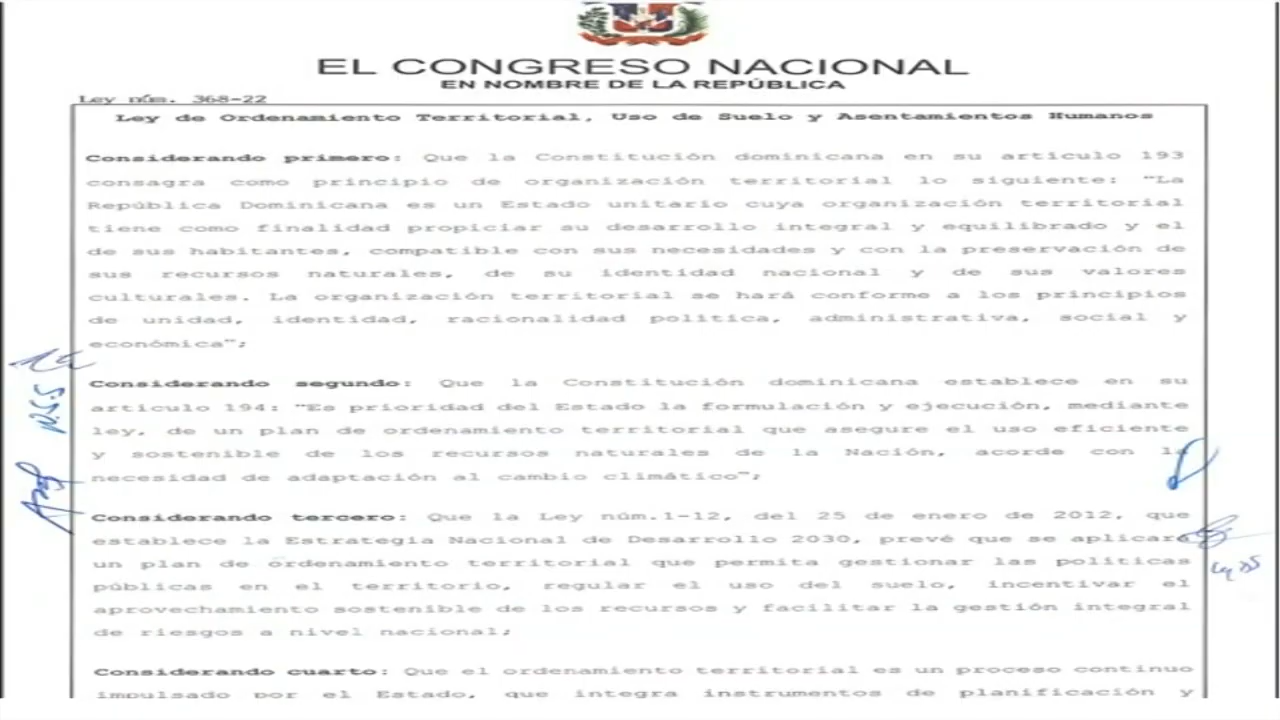 EL CONGRESO NACIONAL
EN NOMBRE DE LA REPÚBLICA
Ley núm. 368-22
Ley de Ordenamiento Territorial, Uso de Suelo y Asentamientos Humanos
Considerando primero: Que la Constitución dominicana en su artículo 193
consagra como principio de organización territorial lo siguiente: "La
República Dominicana es un Estado unitario cuya organización territorial
tiene como finalidad propiciar su desarrollo integral y equilibrado y el
de sus habitantes, compatible con sus necesidades y con la preservación de
sus recursos naturales, de su identidad nacional y de sus valores
culturales. La organización territorial se hará conforme a los principios
de unidad, identidad, racionalidad política, administrativa, social y
económica";
Considerando segundo: Que la Constitución dominicana establece en su
artículo 194: "Es prioridad del Estado la formulación y ejecución, mediante
ley, de un plan de ordenamiento territorial que asegure el uso eficiente
y sostenible de los recursos naturales de la Nación, acorde con la
necesidad de adaptación al cambio climático";
Considerando tercero: Que la Ley núm.1-12, del 25 de enero de 2012, que
establece la Estrategia Nacional de Desarrollo 2030, prevé que se aplicará
un plan de ordenamiento territorial que permita gestionar las políticas
públicas en el territorio, regular el uso del suelo, incentivar el
aprovechamiento sostenible de los recursos y facilitar la gestión integral
de riesgos a nivel nacional;
Considerando cuarto: Que el ordenamiento territorial es un proceso continuo
impulsado por el Estado, que integra instrumentos de planificación y